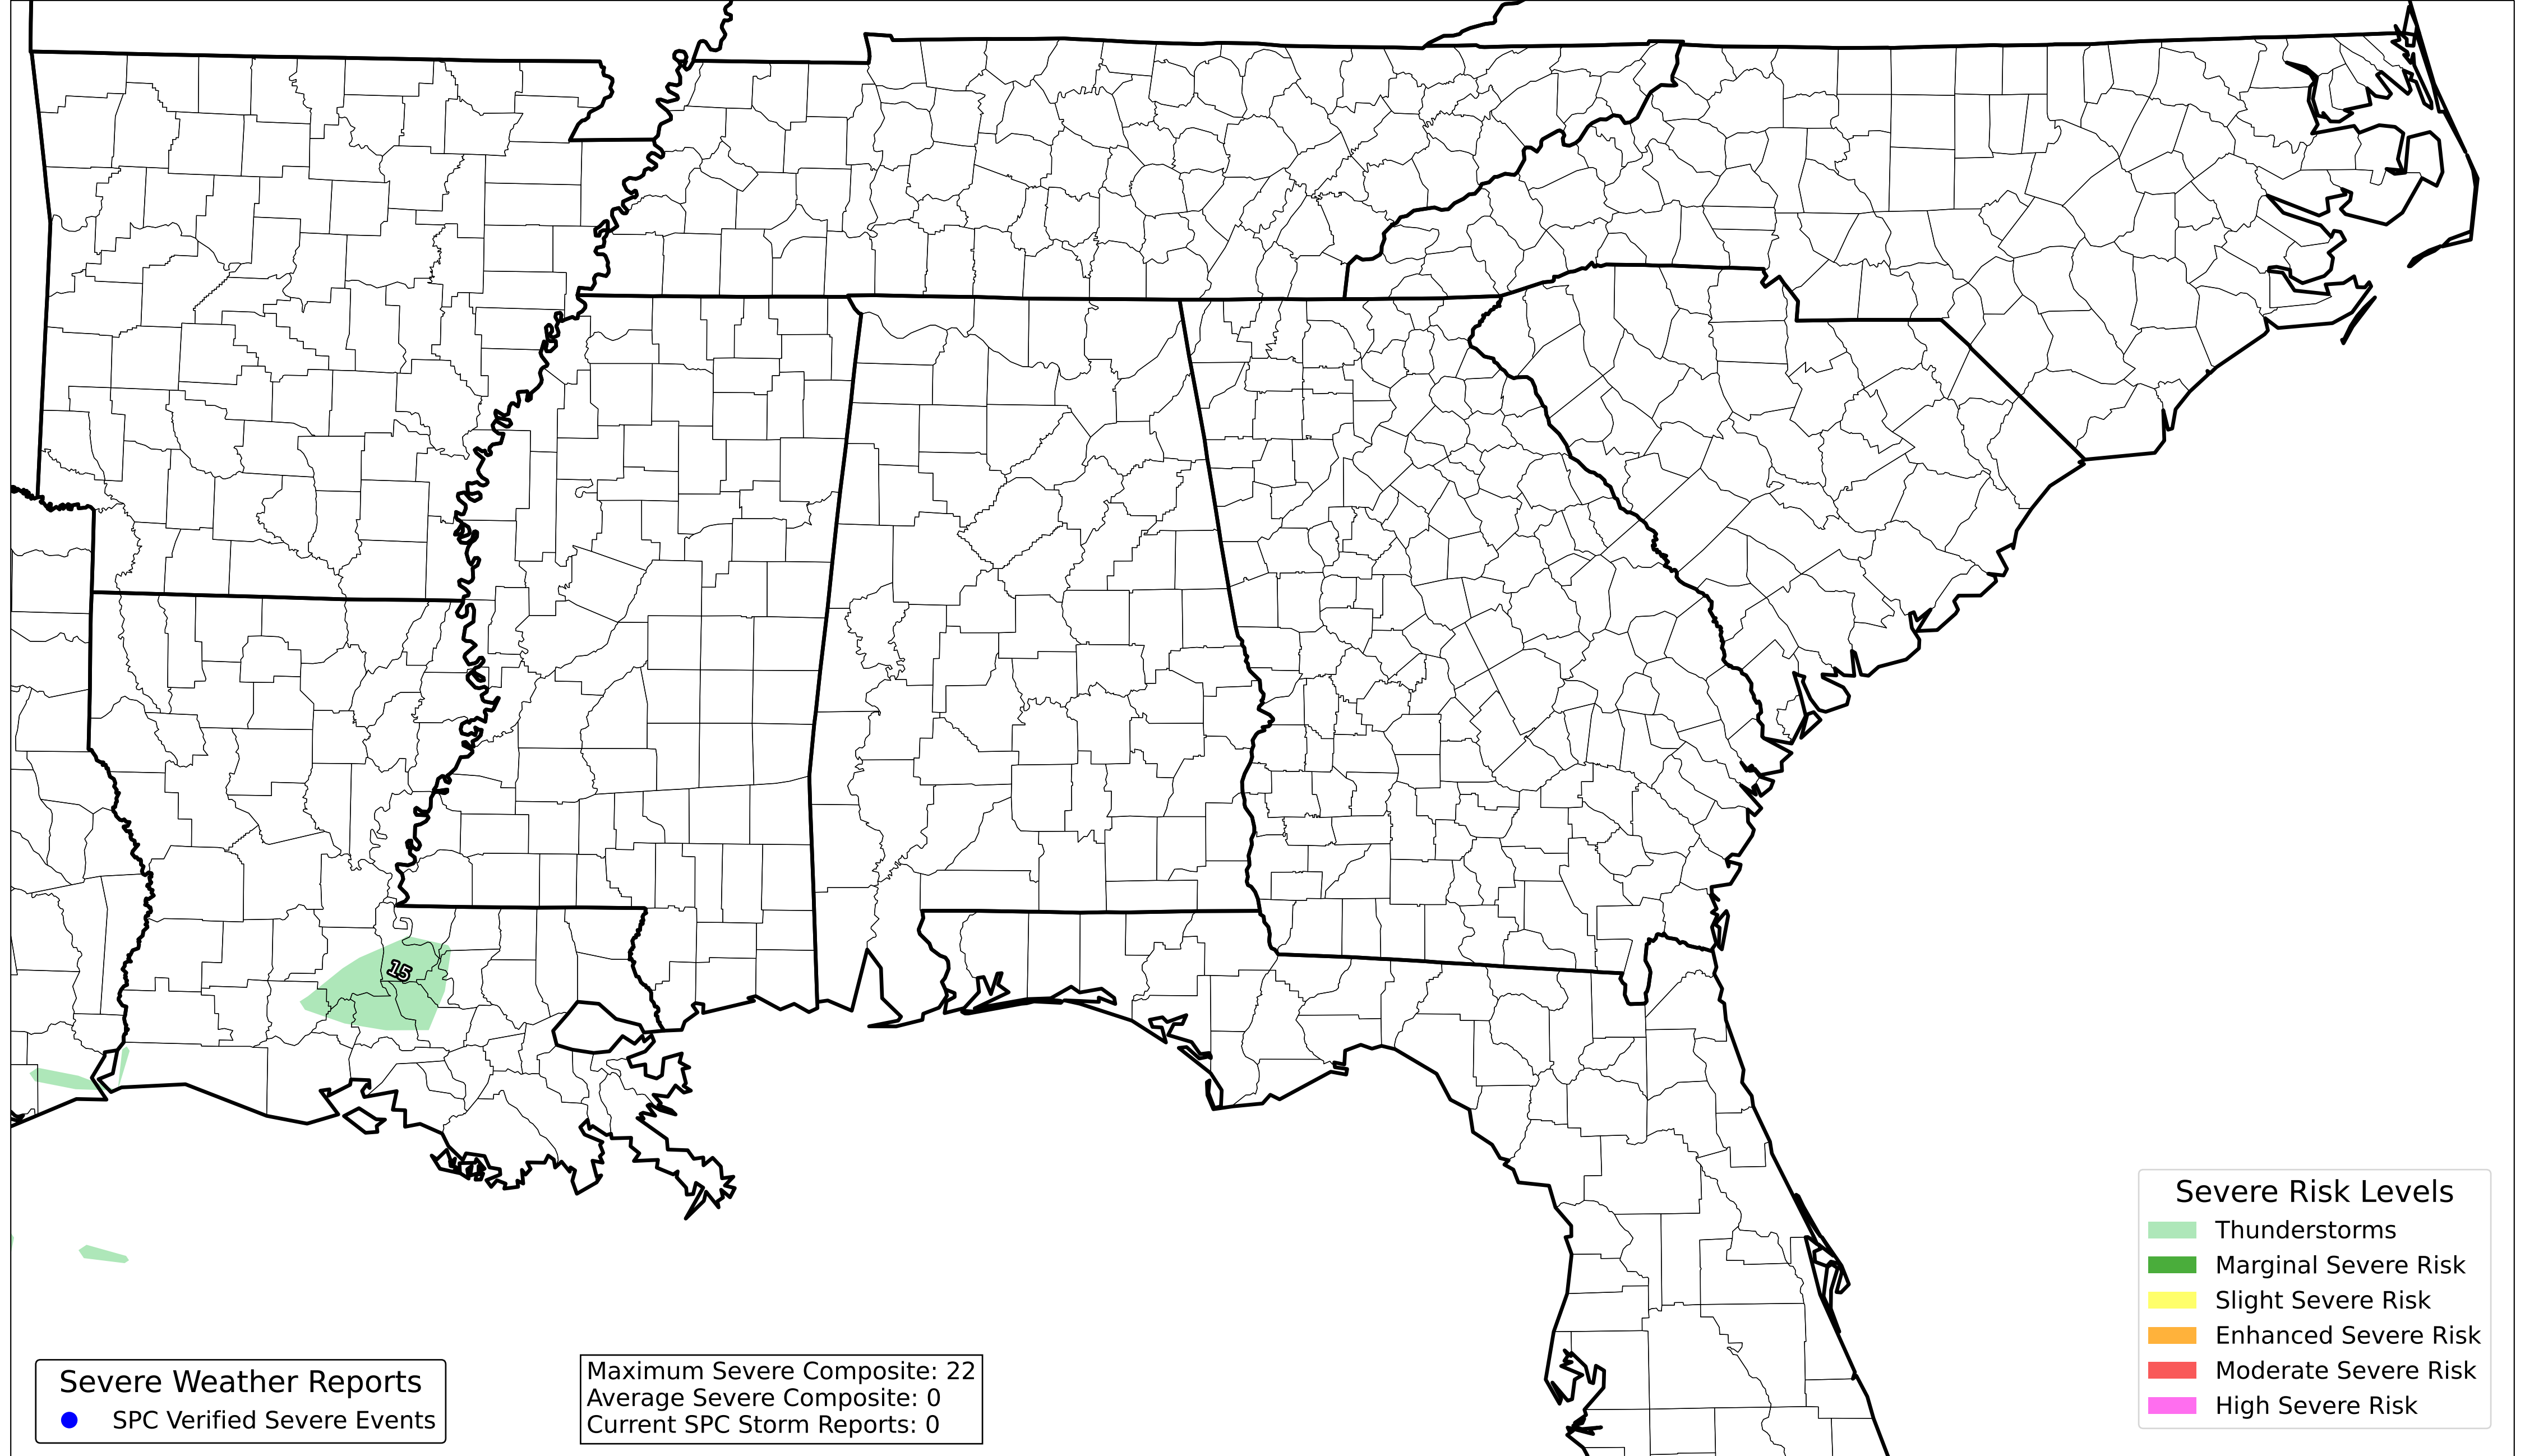 15
Severe Risk Levels
Thunderstorms
Marginal Severe Risk
Slight Severe Risk
Enhanced Severe Risk
Moderate Severe Risk
High Severe Risk
Severe Weather Reports
SPC Verified Severe Events
Maximum Severe Composite: 22
Average Severe Composite: 0
Current SPC Storm Reports: 0